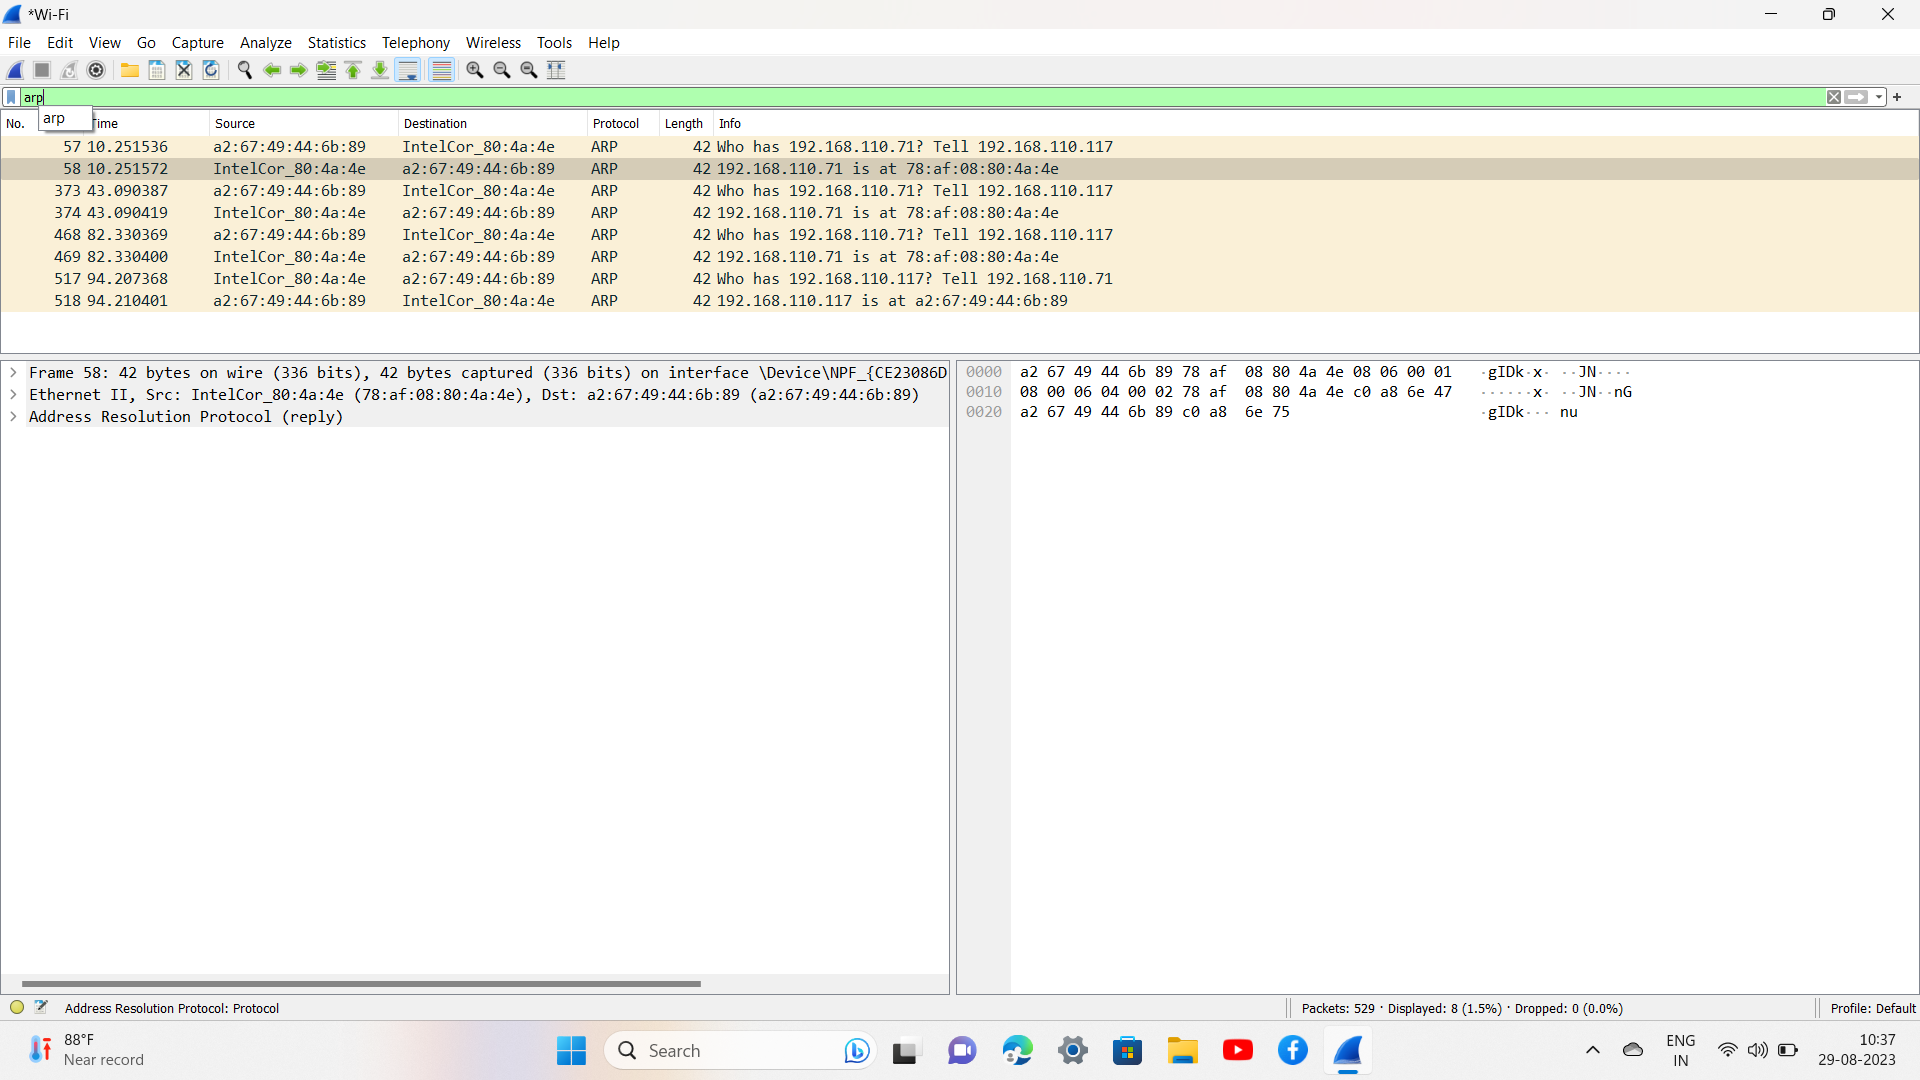 *Wi-Fi
File Edit View Go Capture Analyze Statistics Telephony Wireless Tools Help
arp
arp
No. Time Source Destination Protocol Length Info
57 10.251536 a2:67:49:44:6b:89 IntelCor_80:4a:4e ARP 42 Who has 192.168.110.71? Tell 192.168.110.117
58 10.251572 IntelCor_80:4a:4e a2:67:49:44:6b:89 ARP 42 192.168.110.71 is at 78:af:08:80:4a:4e
373 43.090387 a2:67:49:44:6b:89 IntelCor_80:4a:4e ARP 42 Who has 192.168.110.71? Tell 192.168.110.117
374 43.090419 IntelCor_80:4a:4e a2:67:49:44:6b:89 ARP 42 192.168.110.71 is at 78:af:08:80:4a:4e
468 82.330369 a2:67:49:44:6b:89 IntelCor_80:4a:4e ARP 42 Who has 192.168.110.71? Tell 192.168.110.117
469 82.330400 IntelCor_80:4a:4e a2:67:49:44:6b:89 ARP 42 192.168.110.71 is at 78:af:08:80:4a:4e
517 94.207368 IntelCor_80:4a:4e a2:67:49:44:6b:89 ARP 42 Who has 192.168.110.117? Tell 192.168.110.71
518 94.210401 a2:67:49:44:6b:89 IntelCor_80:4a:4e ARP 42 192.168.110.117 is at a2:67:49:44:6b:89
Frame 58: 42 bytes on wire (336 bits), 42 bytes captured (336 bits) on interface \Device\NPF_{CE23086D
Ethernet II, Src: IntelCor_80:4a:4e (78:af:08:80:4a:4e), Dst: a2:67:49:44:6b:89 (a2:67:49:44:6b:89)
Address Resolution Protocol (reply)
0000 a2 67 49 44 6b 89 78 af 08 80 4a 4e 08 06 00 01 ·gIDk·x· ··JN····
0010 08 00 06 04 00 02 78 af 08 80 4a 4e c0 a8 6e 47 ······x· ··JN··nG
0020 a2 67 49 44 6b 89 c0 a8 6e 75 ·gIDk··· nu
Address Resolution Protocol: Protocol
Packets: 529 · Displayed: 8 (1.5%) · Dropped: 0 (0.0%)
Profile: Default
88°F
Near record
Search
ENG
IN
10:37
29-08-2023